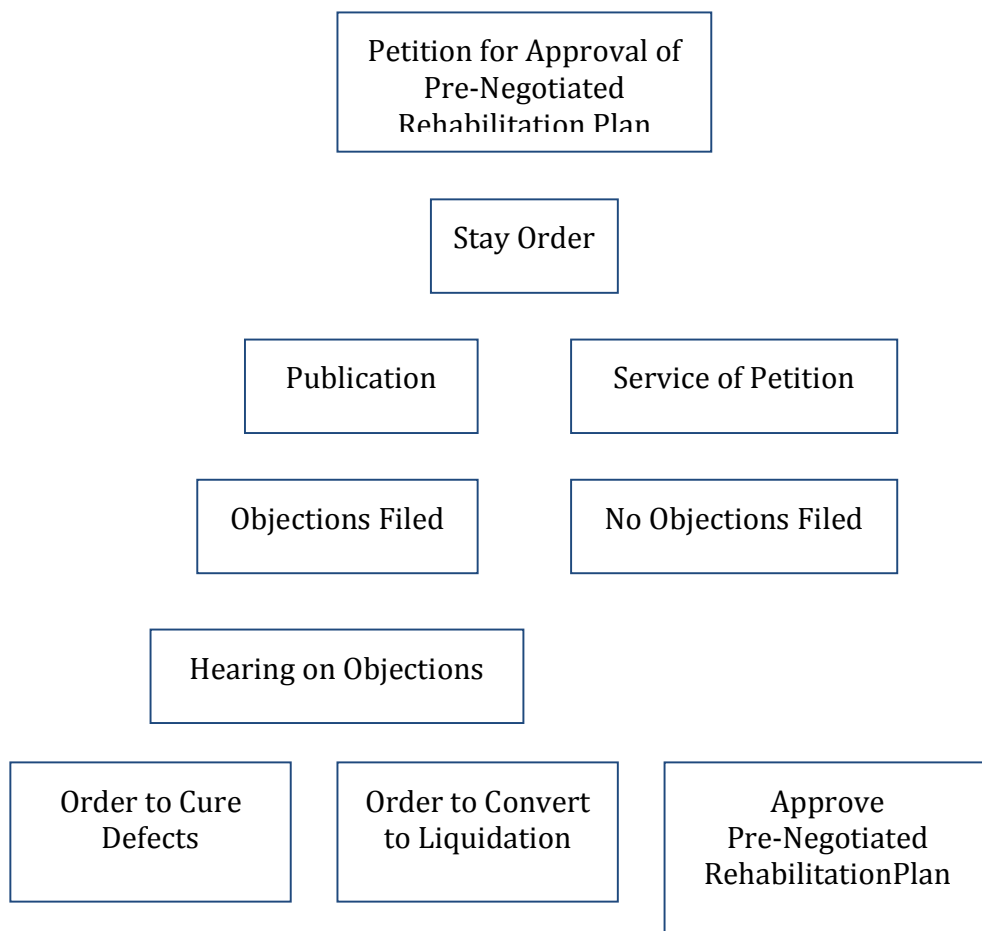 Petition for Approval of
Pre-Negotiated
Rehabilitation Plan
Stay Order
Publication
Service of Petition
Objections Filed
No Objections Filed
Hearing on Objections
Order to Cure
Defects
Order to Convert
to Liquidation
Approve
Pre-Negotiated
RehabilitationPlan